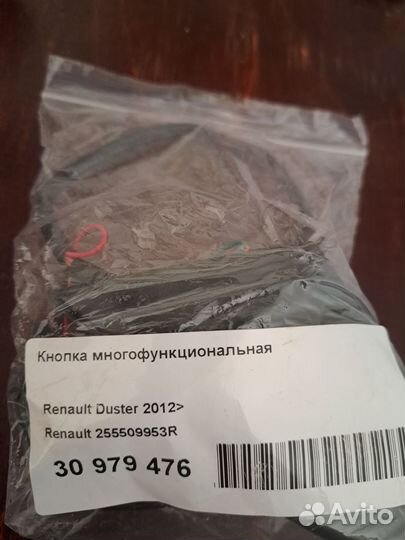 Кнопка многофункциональная
Renault Duster 2012>
Renault 255509953R
30 979 476
Avito